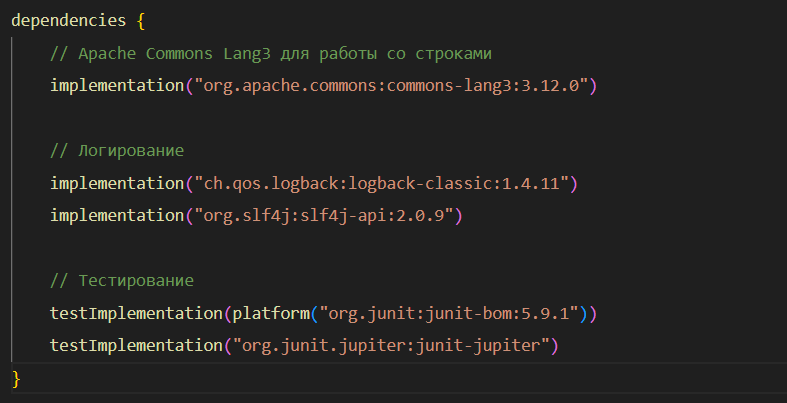 dependencies {
// Apache Commons Lang3 для работы со строками
implementation("org.apache.commons:commons-lang3:3.12.0")
// Логирование
implementation("ch.qos.logback:logback-classic:1.4.11")
implementation("org.slf4j:slf4j-api:2.0.9")
// Тестирование
testImplementation(platform("org.junit:junit-bom:5.9.1"))
testImplementation("org.junit.jupiter:junit-jupiter")
}